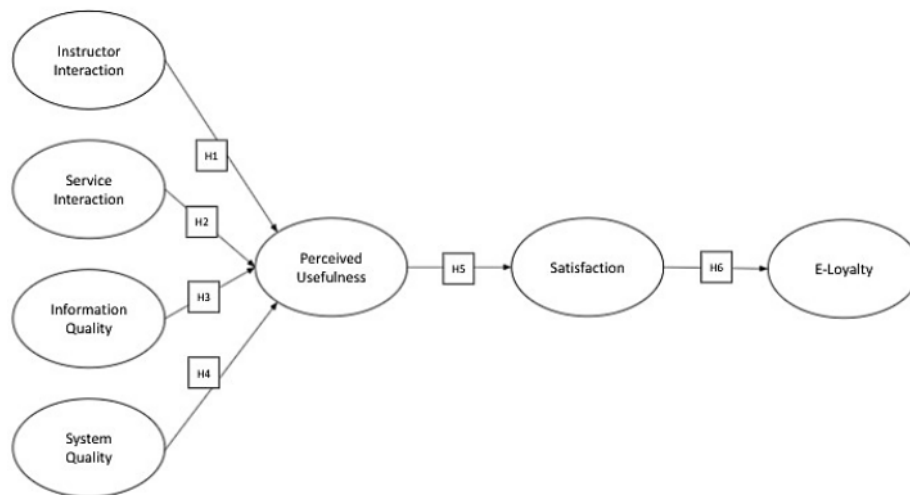 Instructor
Interaction
H1
Service
Interaction
H2
Perceived
Usefulness
H5
Satisfaction
H6
E-Loyalty
Information
Quality
H3
H4
System
Quality